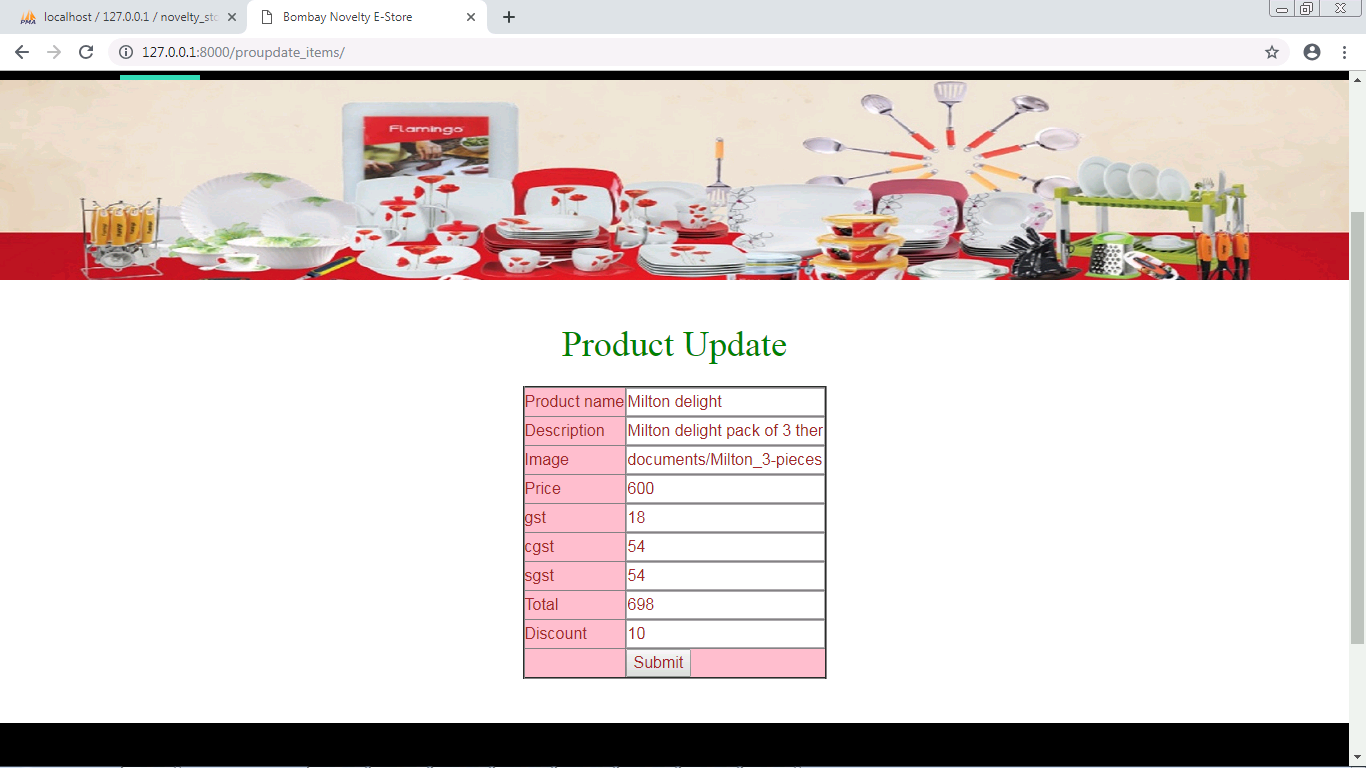 PMA
localhost / 127.0.0.1 / novelty_sto
Bombay Novelty E-Store
127.0.0.1:8000/proupdate_items/
Flamingo
Product Update
Product name Milton delight
Description Milton delight pack of 3 ther
Image documents/Milton_3-pieces
Price 600
gst 18
cgst 54
sgst 54
Total 698
Discount 10
Submit